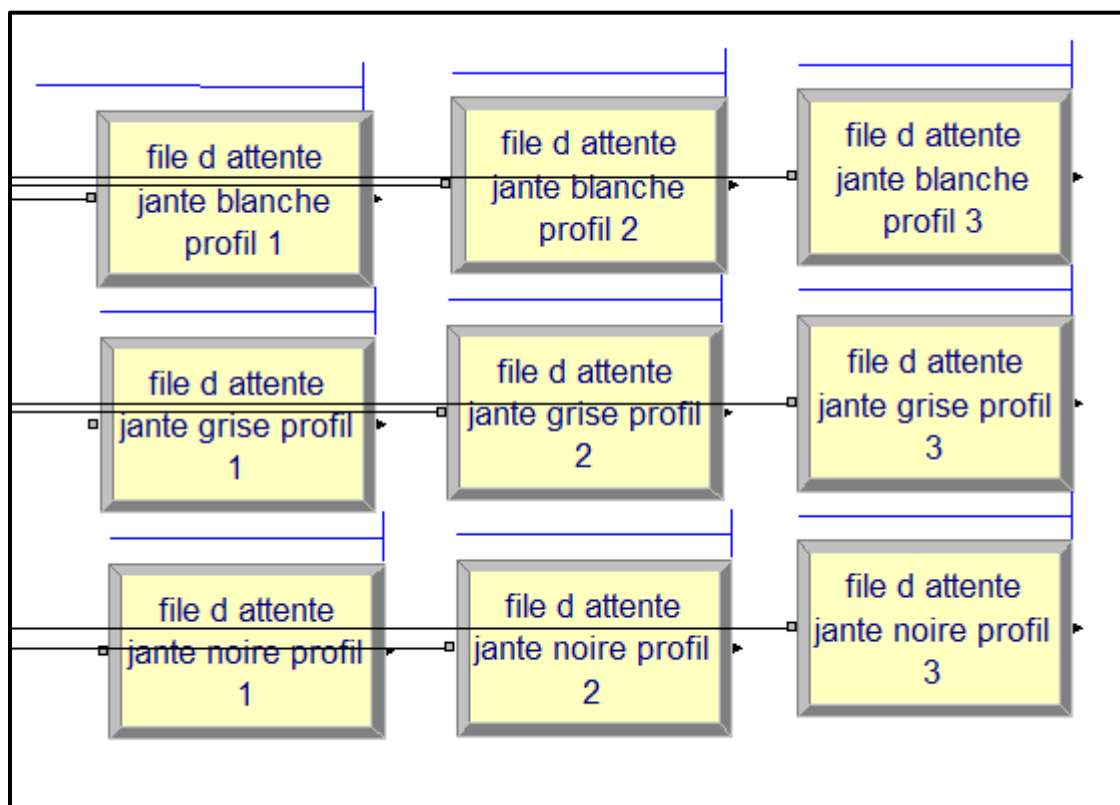 file d attente
jante blanche
profil 1
file d attente
jante blanche
profil 2
file d attente
jante blanche
profil 3
file d attente
jante grise profil
1
file d attente
jante grise profil
2
file d attente
jante grise profil
3
file d attente
jante noire profil
1
file d attente
jante noire profil
2
file d attente
jante noire profil
3